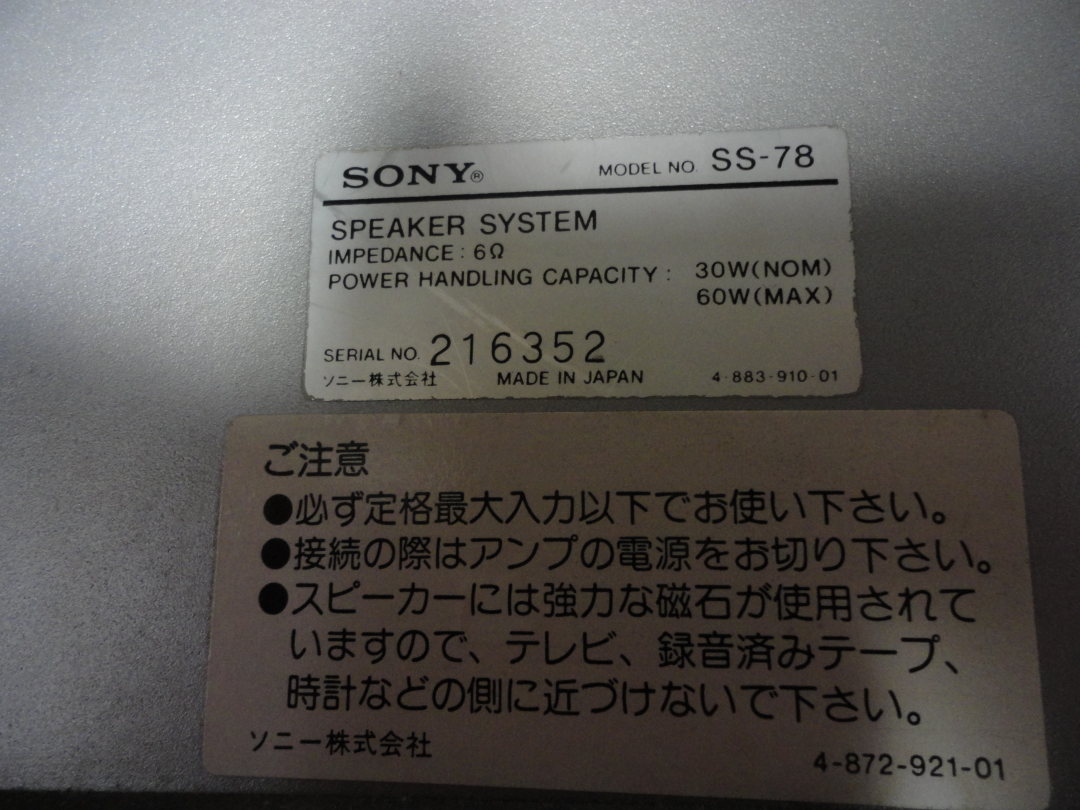 SONY® MODEL NO. SS-78
SPEAKER SYSTEM
IMPEDANCE : 6Ω
POWER HANDLING CAPACITY : 30W(NOM)
60W(MAX)
SERIAL NO. 216352
ソニー株式会社 MADE IN JAPAN 4-883-910-01
ご注意
●必ず定格最大入力以下でお使い下さい。
●接続の際はアンプの電源をお切り下さい。
●スピーカーには強力な磁石が使用されて
いますので、テレビ、録音済みテープ、
時計などの側に近づけないで下さい。
ソニー株式会社 4-872-921-01